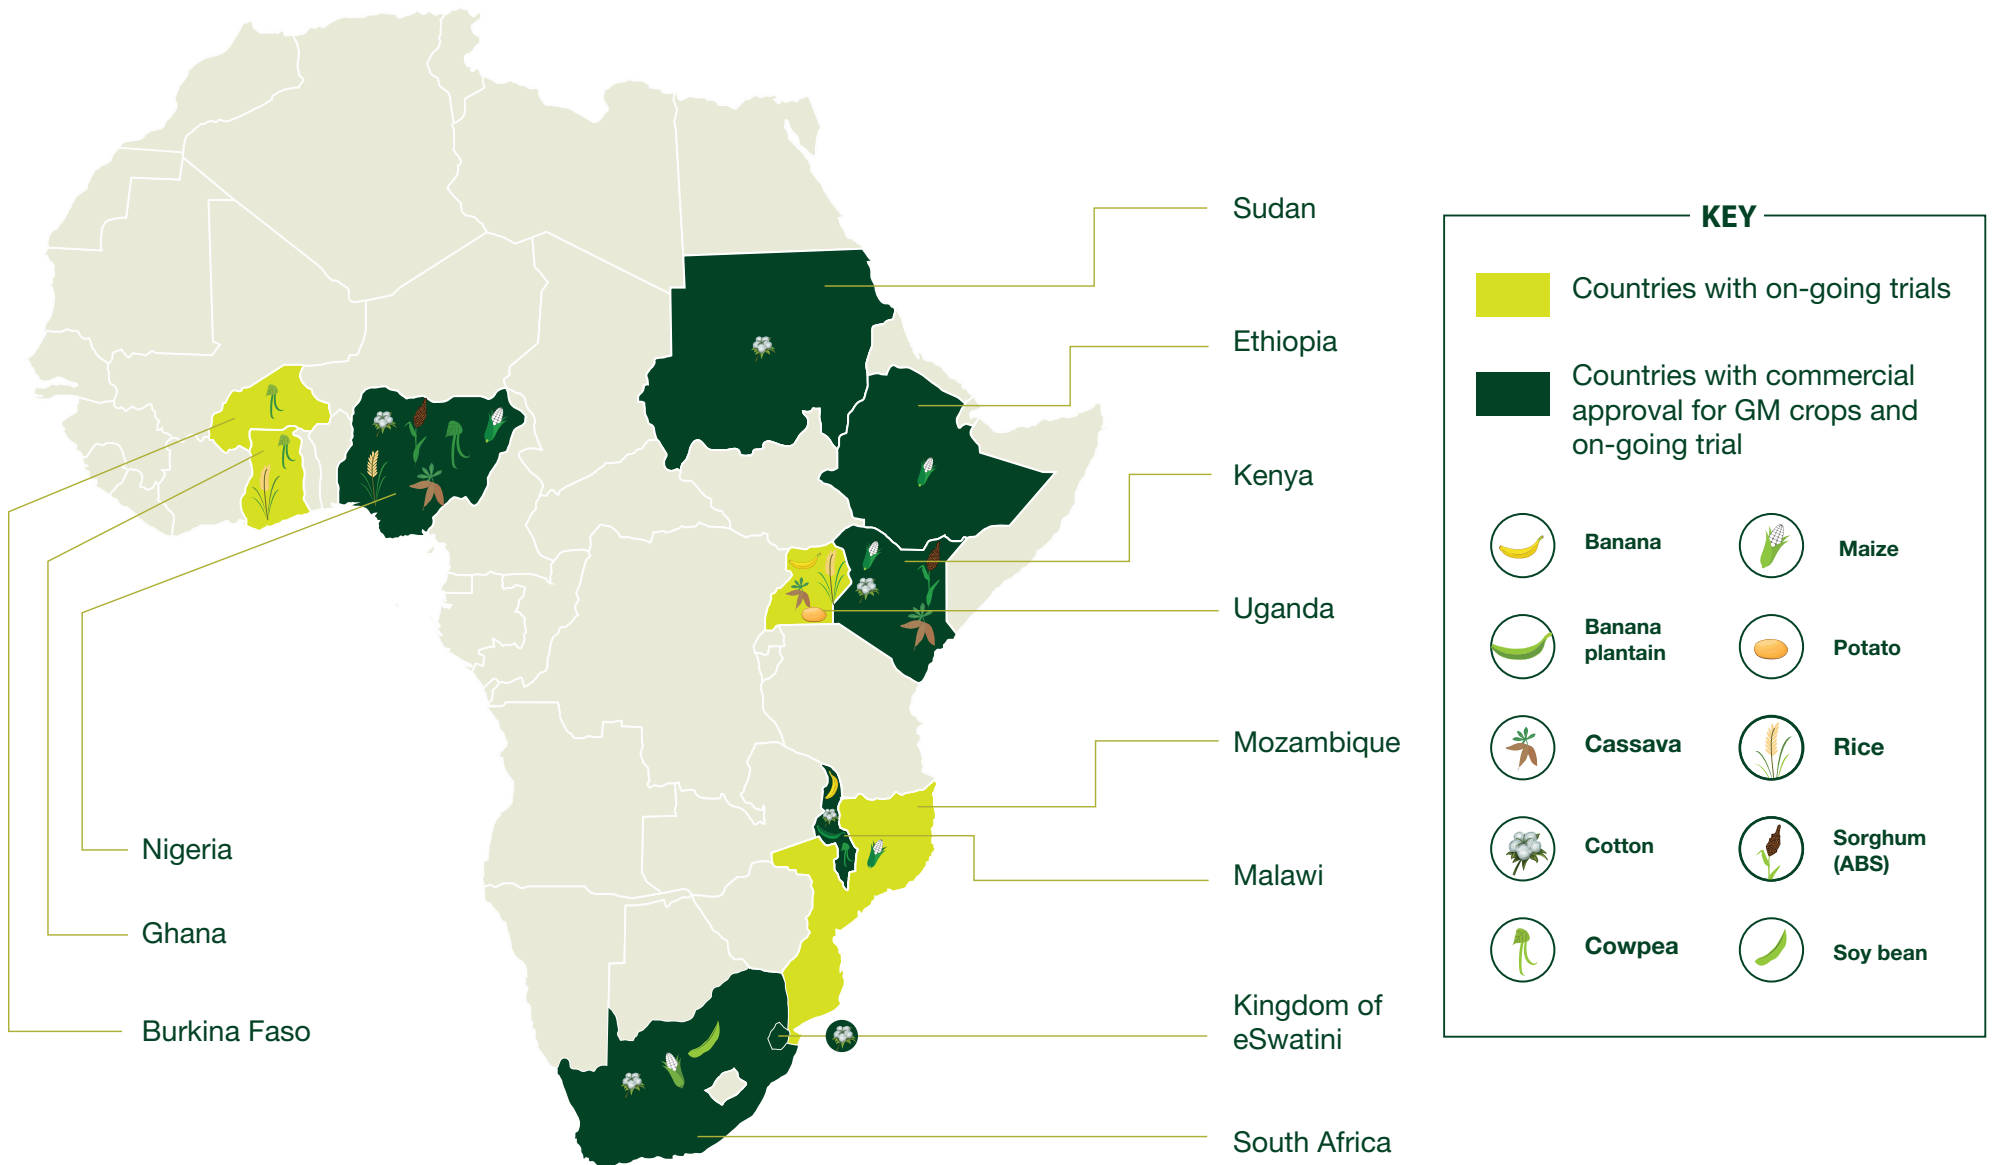 Sudan
Ethiopia
Kenya
Uganda
Mozambique
Malawi
Kingdom of
eSwatini
South Africa
Nigeria
Ghana
Burkina Faso
KEY
Countries with on-going trials
Countries with commercial
approval for GM crops and
on-going trial
Banana
Maize
Banana
plantain
Potato
Cassava
Rice
Cotton
Sorghum
(ABS)
Cowpea
Soy bean